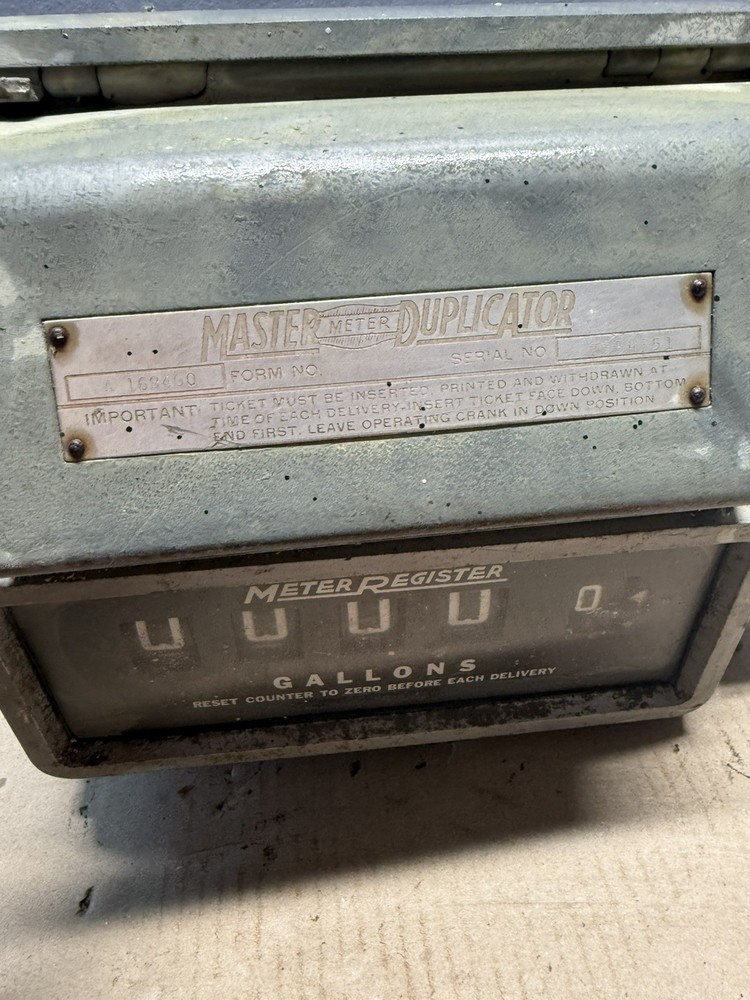 MASTER METER DUPLICATOR
FORM NO. SERIAL NO
IMPORTANT: TICKET MUST BE INSERTED, PRINTED AND WITHDRAWN AT
TIME OF EACH DELIVERY-INSERT TICKET FACE DOWN, BOTTOM
END FIRST. LEAVE OPERATING CRANK IN DOWN POSITION
METER REGISTER
0
GALLONS
RESET COUNTER TO ZERO BEFORE EACH DELIVERY